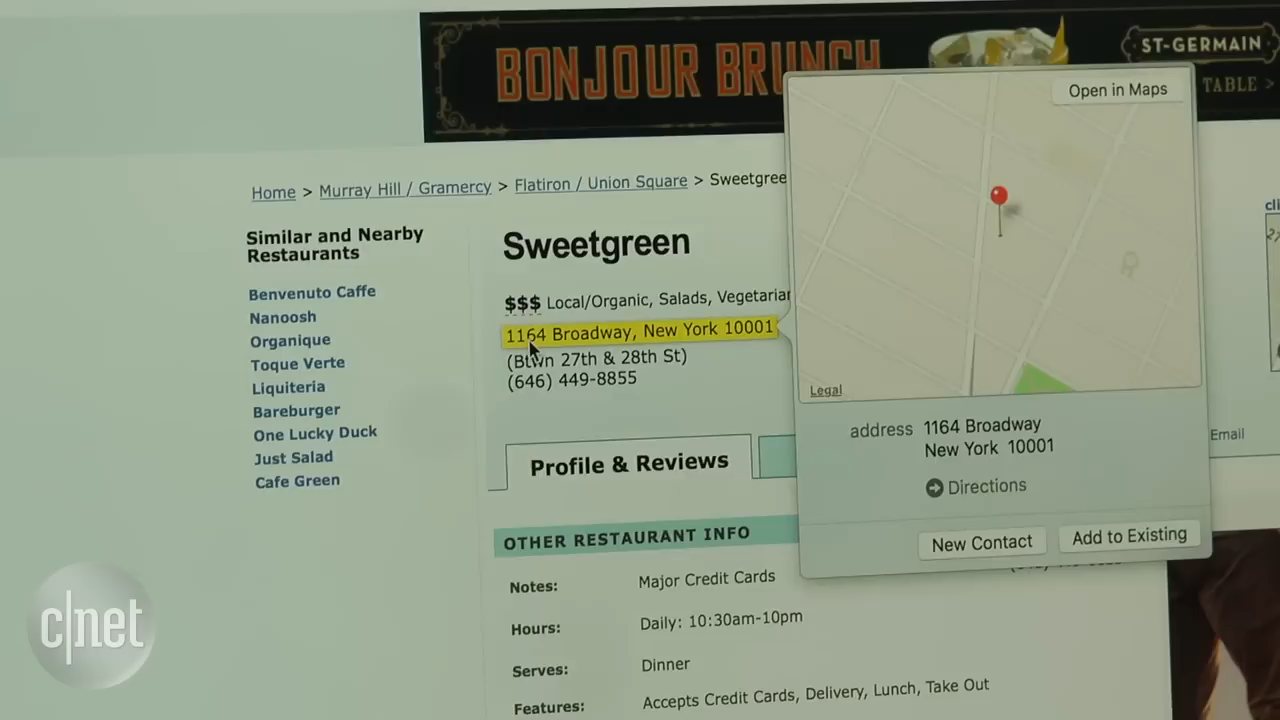 BONJOUR BRUNCH
ST-GERMAIN
TABLE >
Open in Maps
Home > Murray Hill / Gramercy > Flatiron / Union Square > Sweetgree
Similar and Nearby
Restaurants
Benvenuto Caffe
Nanoosh
Organique
Toque Verte
Liquiteria
Bareburger
One Lucky Duck
Just Salad
Cafe Green
Sweetgreen
$$$ Local/Organic, Salads, Vegetarian
1164 Broadway, New York 10001
(Btwn 27th & 28th St)
(646) 449-8855
Legal
address 1164 Broadway
New York 10001
Directions
New Contact
Add to Existing
Email
Profile & Reviews
OTHER RESTAURANT INFO
Notes: Major Credit Cards
Hours: Daily: 10:30am-10pm
Serves: Dinner
Features: Accepts Credit Cards, Delivery, Lunch, Take Out
c|net